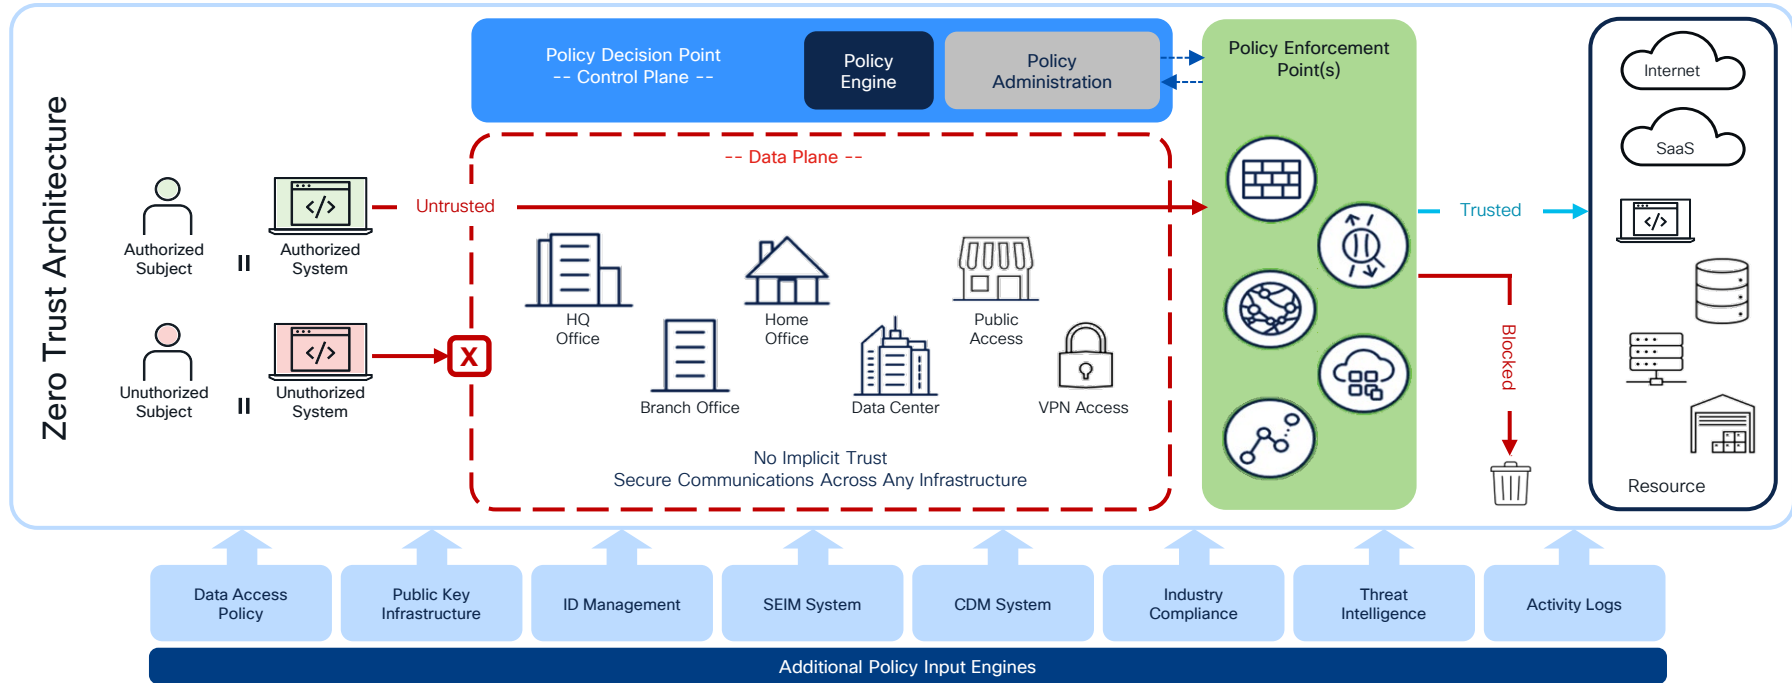 Zero Trust Architecture
Policy Decision Point
-- Control Plane --
Policy
Engine
Policy
Administration
Policy Enforcement
Point(s)
Internet
SaaS
-- Data Plane --
Authorized
Subject
Authorized
System
Untrusted
Trusted
HQ
Office
Home
Office
Public
Access
Unuthorized
Subject
Unuthorized
System
X
Branch Office
Data Center
VPN Access
Blocked
No Implicit Trust
Secure Communications Across Any Infrastructure
Resource
Data Access
Policy
Public Key
Infrastructure
ID Management
SEIM System
CDM System
Industry
Compliance
Threat
Intelligence
Activity Logs
Additional Policy Input Engines